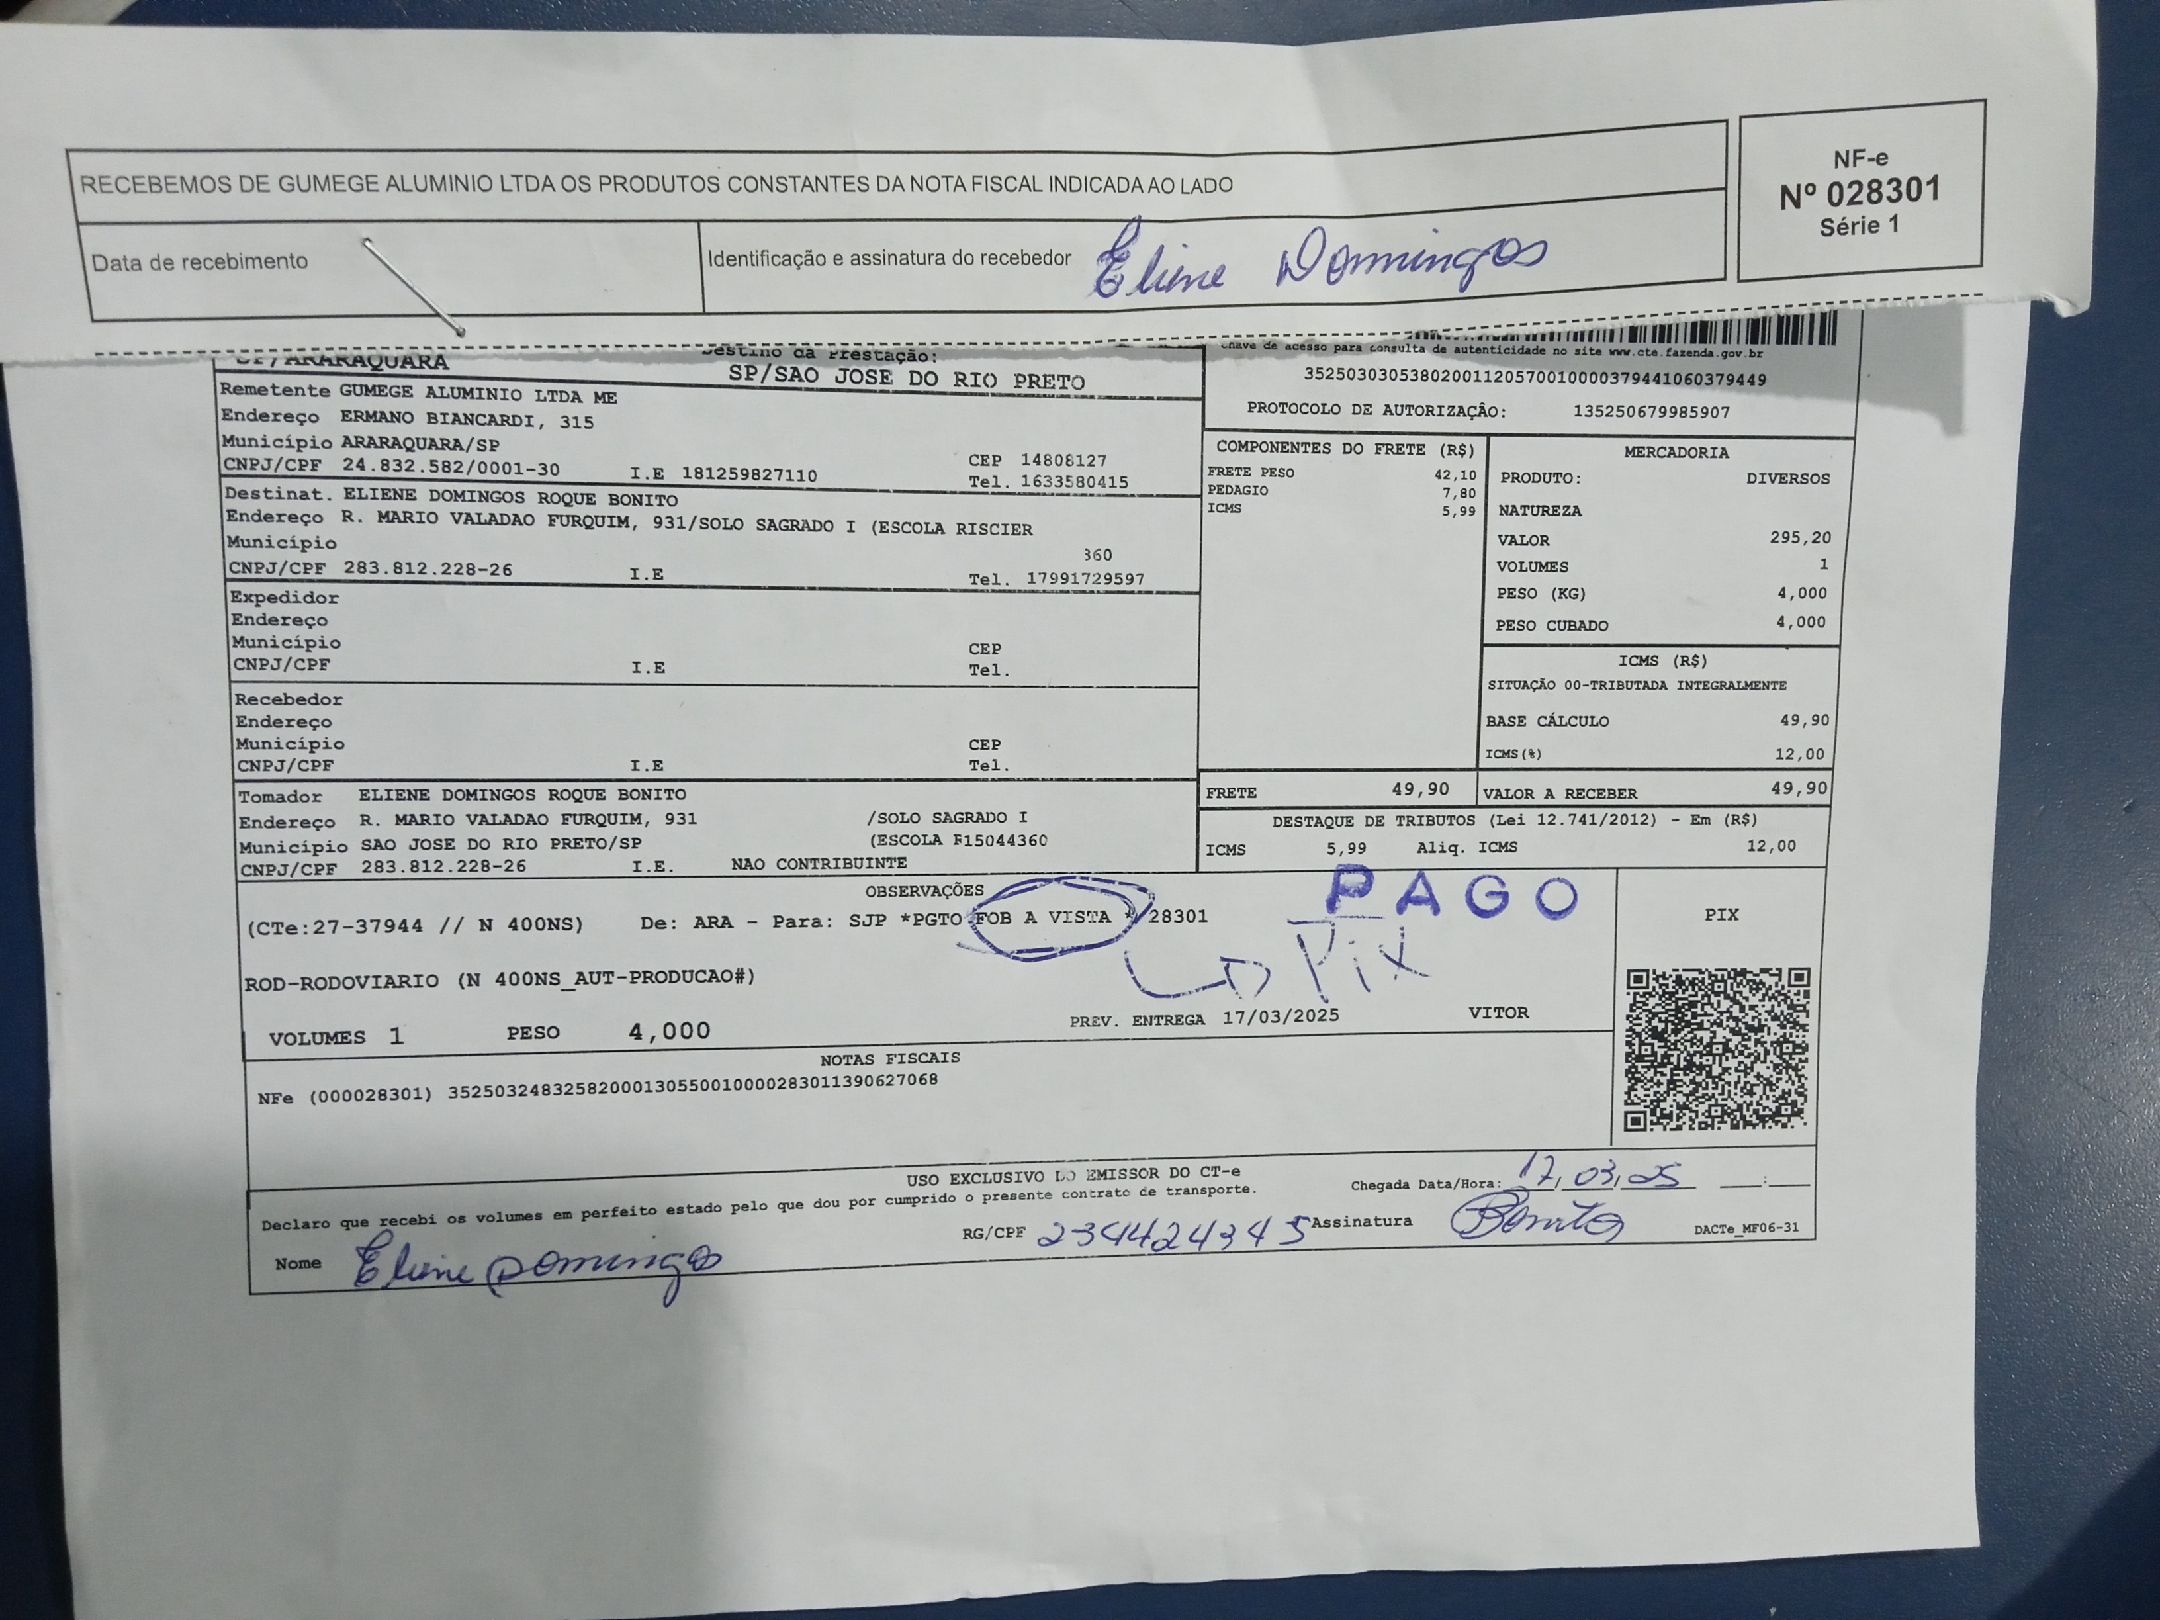 RECEBEMOS DE GUMEGE ALUMINIO LTDA OS PRODUTOS CONSTANTES DA NOTA FISCAL INDICADA AO LADO
NF-e
Nº 028301
Série 1
Data de recebimento
Identificação e assinatura do recebedor Eliene Domingos
SP/ARARAQUARA
Destino da Prestação:
SP/SAO JOSE DO RIO PRETO
Chave de acesso para consulta de autenticidade no site www.cte.fazenda.gov.br
35250303053802001120570010000379441060379449
PROTOCOLO DE AUTORIZAÇÂO: 135250679985907
Remetente GUMEGE ALUMINIO LTDA ME
Endereço ERMANO BIANCARDI, 315
Município ARARAQUARA/SP CEP 14808127
CNPJ/CPF 24.832.582/0001-30 I.E 181259827110 Tel. 1633580415
Destinat. ELIENE DOMINGOS ROQUE BONITO
Endereço R. MARIO VALADAO FURQUIM, 931/SOLO SAGRADO I (ESCOLA RISCIER
Município 360
CNPJ/CPF 283.812.228-26 I.E Tel. 17991729597
Expedidor
Endereço
Município CEP
CNPJ/CPF I.E Tel.
Recebedor
Endereço
Município CEP
CNPJ/CPF I.E Tel.
Tomador ELIENE DOMINGOS ROQUE BONITO
Endereço R. MARIO VALADAO FURQUIM, 931 /SOLO SAGRADO I
Município SAO JOSE DO RIO PRETO/SP (ESCOLA F15044360
CNPJ/CPF 283.812.228-26 I.E. NAO CONTRIBUINTE
COMPONENTES DO FRETE (R$)
FRETE PESO 42,10
PEDAGIO 7,80
ICMS 5,99
MERCADORIA
PRODUTO: DIVERSOS
NATUREZA
VALOR 295,20
VOLUMES 1
PESO (KG) 4,000
PESO CUBADO 4,000
ICMS (R$)
SITUAÇÃO 00-TRIBUTADA INTEGRALMENTE
BASE CÁLCULO 49,90
ICMS(%) 12,00
FRETE 49,90 VALOR A RECEBER 49,90
DESTAQUE DE TRIBUTOS (Lei 12.741/2012) - Em (R$)
ICMS 5,99 Aliq. ICMS 12,00
OBSERVAÇÕES
PAGO
(CTe:27-37944 // N 400NS) De: ARA - Para: SJP *PGTO FOB A VISTA * 28301
Pix
PIX
ROD-RODOVIARIO (N 400NS_AUT-PRODUCAO#)
VOLUMES 1 PESO 4,000 PREV. ENTREGA 17/03/2025 VITOR
NOTAS FISCAIS
NFe (000028301) 35250324832582000130550010000283011390627068
USO EXCLUSIVO DO EMISSOR DO CT-e
Declaro que recebi os volumes em perfeito estado pelo que dou por cumprido o presente contrato de transporte.
Chegada Data/Hora: 17,03,25 __:__
Nome Eliene Domingos RG/CPF 234424345 Assinatura Bonito DACTe_MF06-31